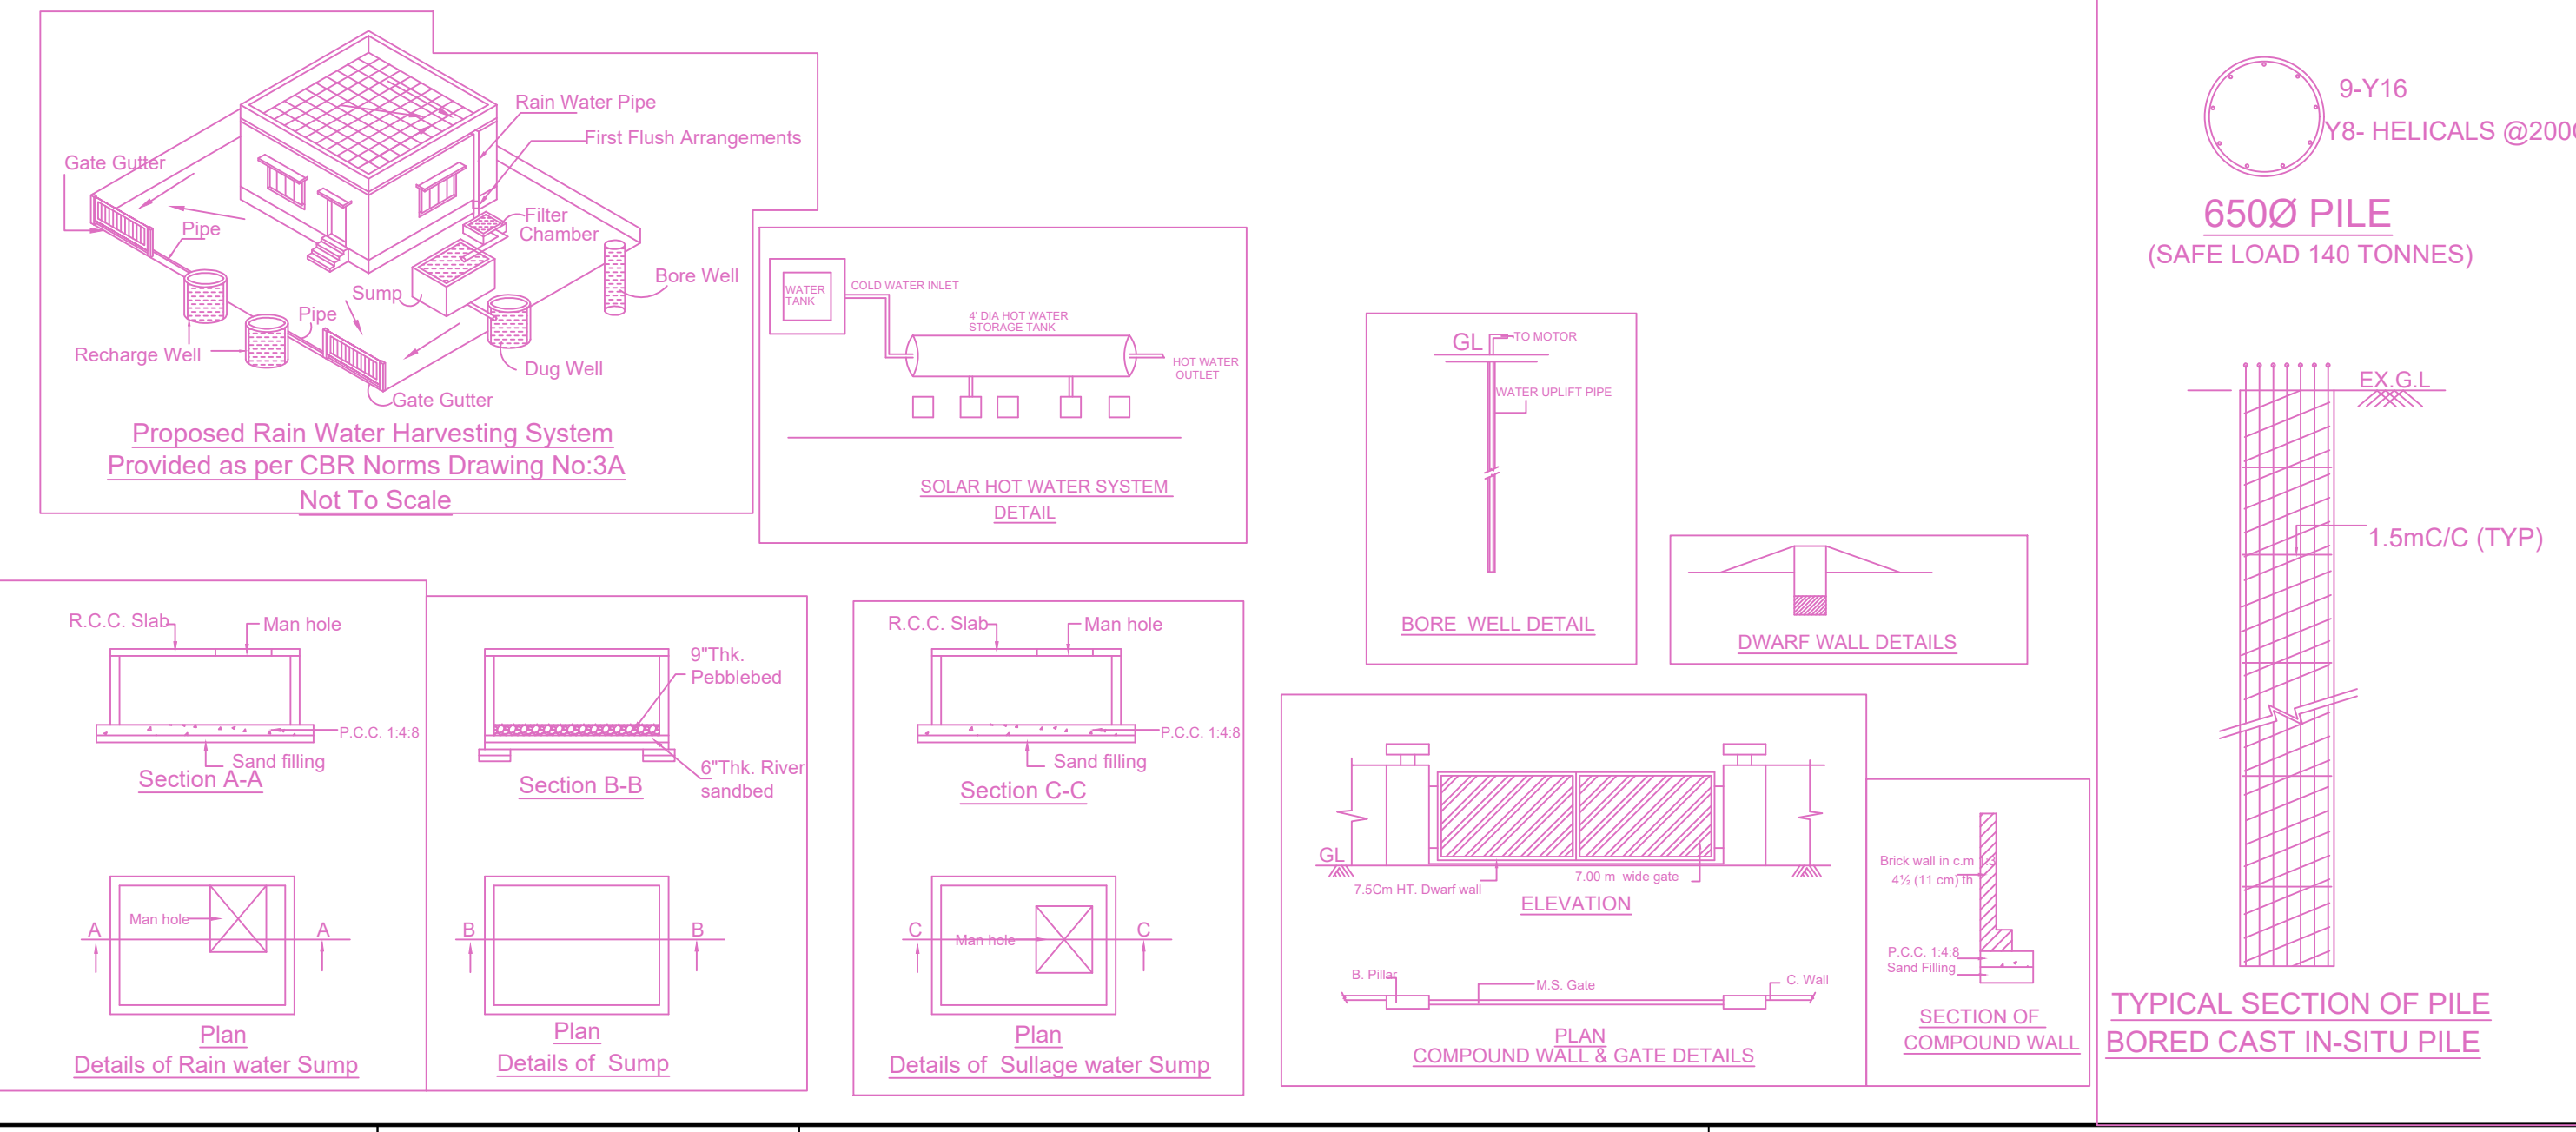 Rain Water Pipe
First Flush Arrangements
Gate Gutter
Pipe
Filter
Chamber
Bore Well
Sump
Pipe
Recharge Well
Dug Well
Gate Gutter
Proposed Rain Water Harvesting System
Provided as per CBR Norms Drawing No:3A
Not To Scale
WATER
TANK
COLD WATER INLET
4' DIA HOT WATER
STORAGE TANK
HOT WATER
OUTLET
SOLAR HOT WATER SYSTEM
DETAIL
GL
TO MOTOR
WATER UPLIFT PIPE
BORE WELL DETAIL
DWARF WALL DETAILS
9-Y16
Y8- HELICALS @200
650Ø PILE
(SAFE LOAD 140 TONNES)
EX.G.L
1.5mC/C (TYP)
TYPICAL SECTION OF PILE
BORED CAST IN-SITU PILE
R.C.C. Slab
Man hole
P.C.C. 1:4:8
Sand filling
Section A-A
Man hole
A
A
Plan
Details of Rain water Sump
9"Thk.
Pebblebed
6"Thk. River
sandbed
Section B-B
B
B
Plan
Details of Sump
R.C.C. Slab
Man hole
P.C.C. 1:4:8
Sand filling
Section C-C
C
Man hole
C
Plan
Details of Sullage water Sump
GL
7.5Cm HT. Dwarf wall
7.00 m wide gate
ELEVATION
B. Pillar
M.S. Gate
C. Wall
PLAN
COMPOUND WALL & GATE DETAILS
Brick wall in c.m 1:3
4½ (11 cm) th
P.C.C. 1:4:8
Sand Filling
SECTION OF
COMPOUND WALL